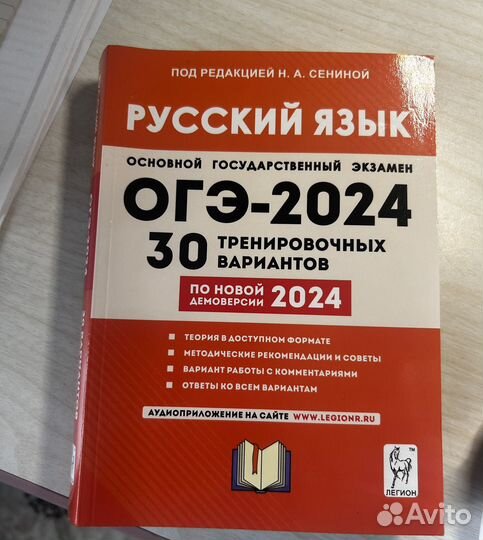 ПОД РЕДАКЦИЕЙ Н. А. СЕНИНОЙ
РУССКИЙ ЯЗЫК
ОСНОВНОЙ ГОСУДАРСТВЕННЫЙ ЭКЗАМЕН
ОГЭ-2024
30 ТРЕНИРОВОЧНЫХ
ВАРИАНТОВ
ПО НОВОЙ
ДЕМОВЕРСИИ 2024
ТЕОРИЯ В ДОСТУПНОМ ФОРМАТЕ
МЕТОДИЧЕСКИЕ РЕКОМЕНДАЦИИ И СОВЕТЫ
ВАРИАНТ РАБОТЫ С КОММЕНТАРИЯМИ
ОТВЕТЫ КО ВСЕМ ВАРИАНТАМ
АУДИОПРИЛОЖЕНИЕ НА САЙТЕ WWW.LEGIONR.RU
TM
ЛЕГИОН
Avito